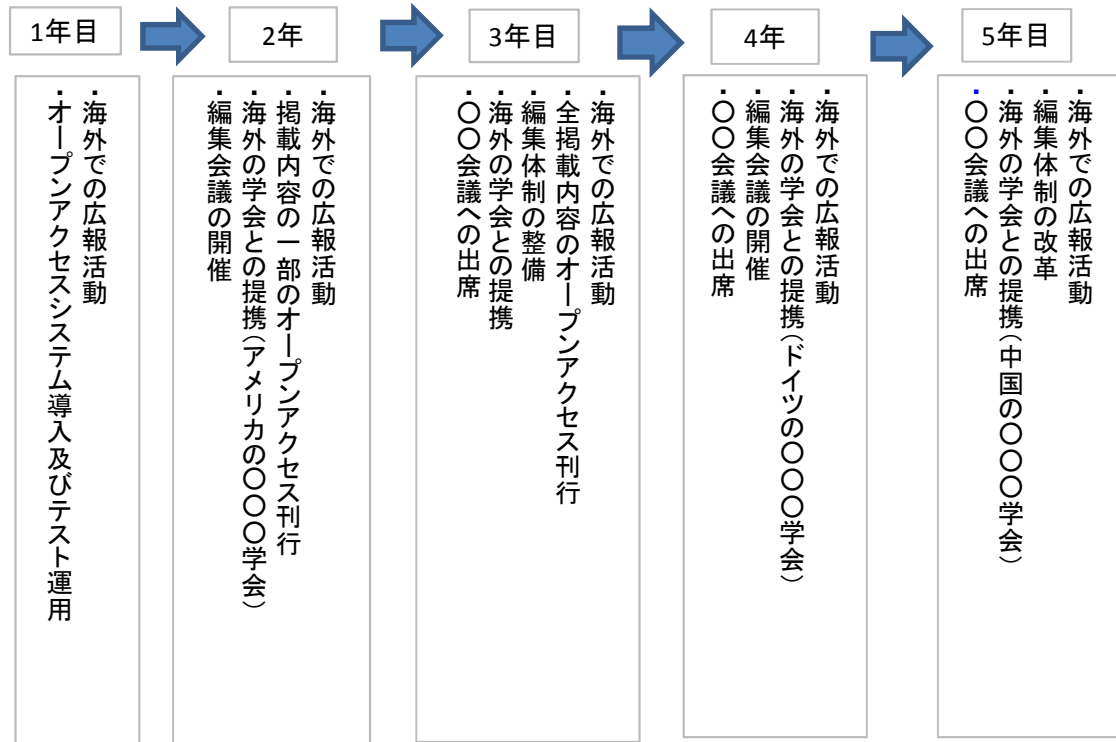 1年目
・海外での広報活動
・オープンアクセスシステム導入及びテスト運用
2年
・海外での広報活動
・掲載内容の一部のオープンアクセス刊行
・海外の学会との提携（アメリカの〇〇〇学会）
・編集会議の開催
3年目
・海外での広報活動
・全掲載内容のオープンアクセス刊行
・編集体制の整備
・海外の学会との提携
・〇〇会議への出席
4年
・海外での広報活動
・海外の学会との提携（ドイツの〇〇〇学会）
・編集会議の開催
・〇〇会議への出席
5年目
・海外での広報活動
・編集体制の改革
・海外の学会との提携（中国の〇〇〇学会）
・〇〇会議への出席